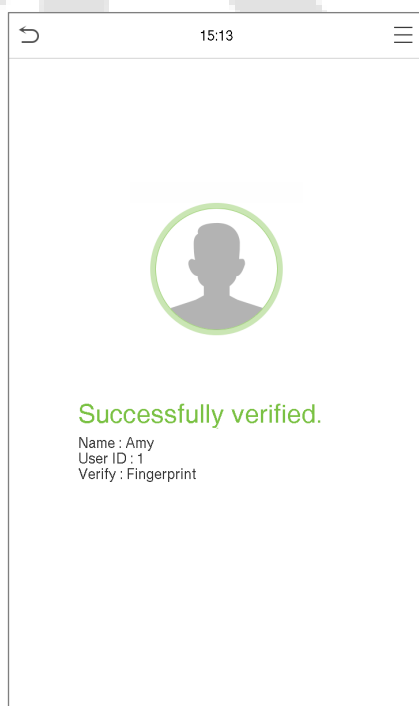 15:13
Successfully verified.
Name : Amy
User ID : 1
Verify : Fingerprint